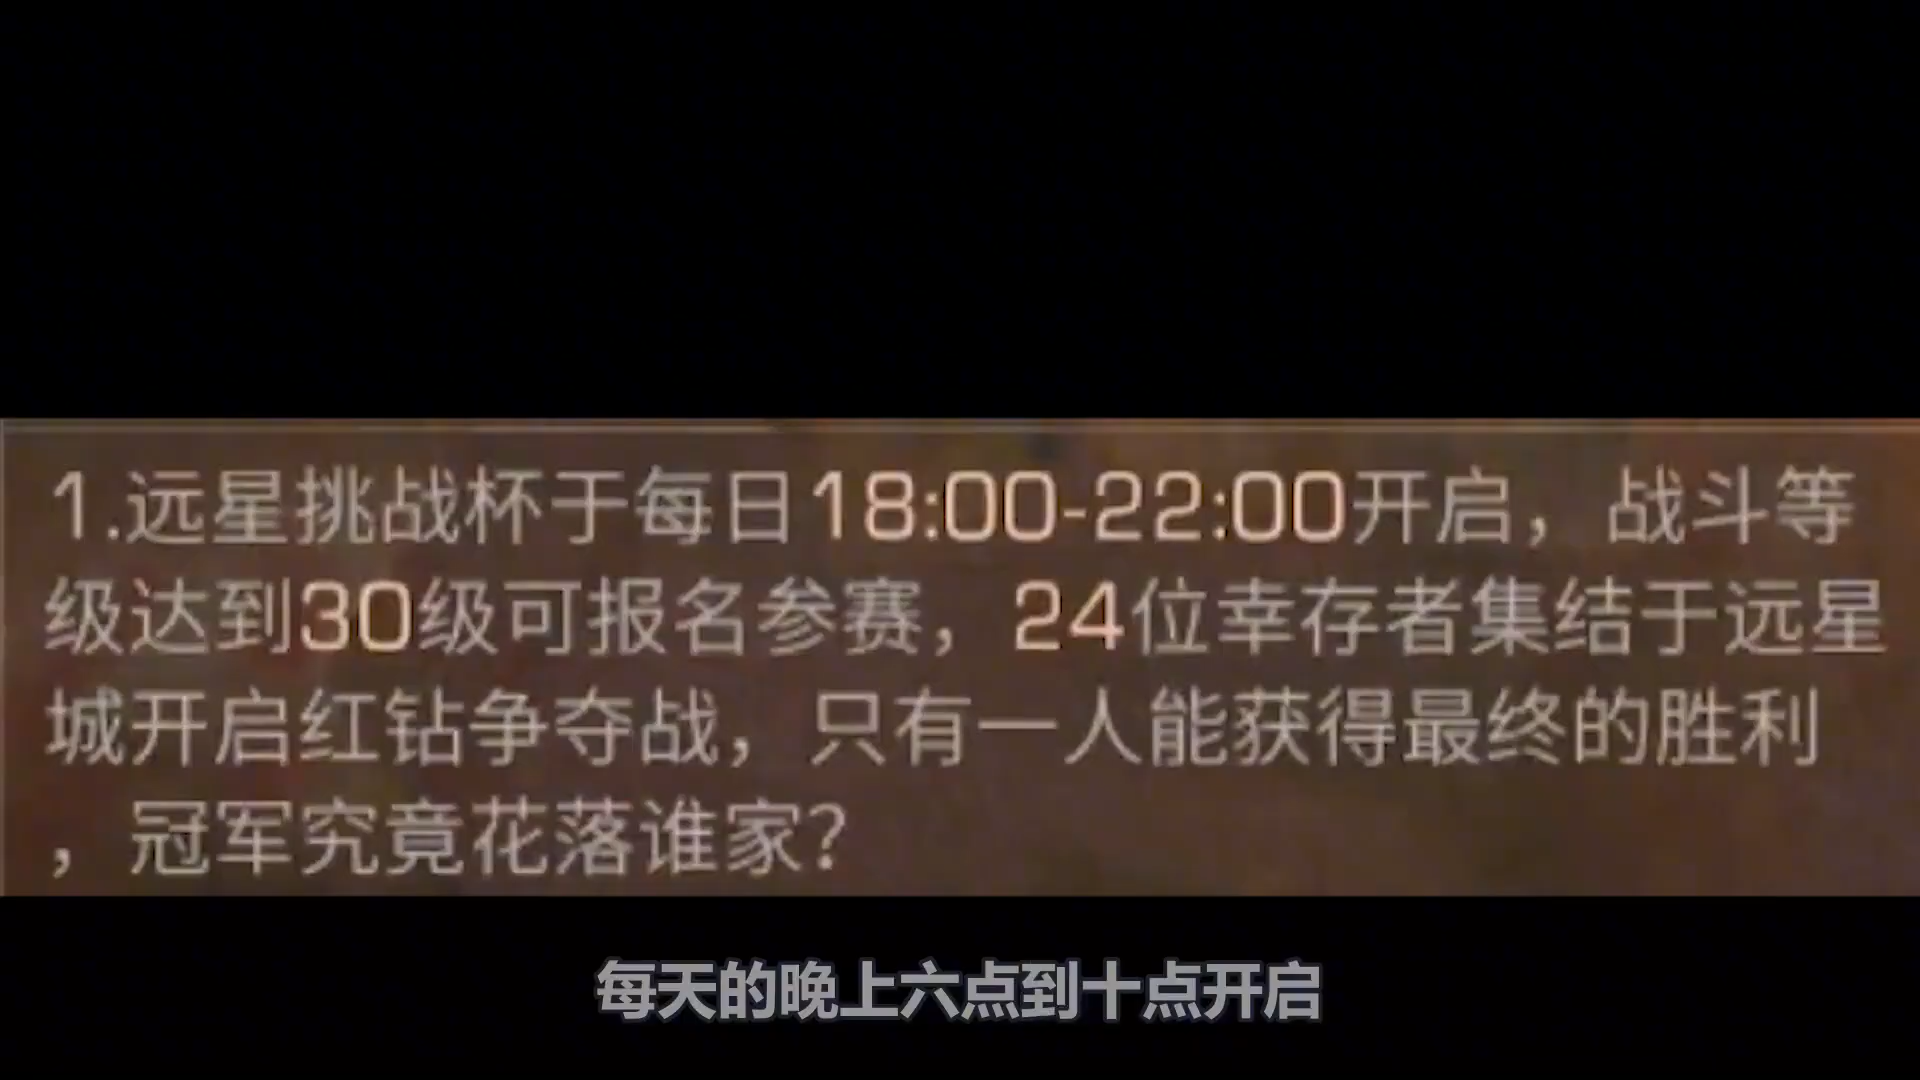 1.远星挑战杯于每日18:00-22:00开启，战斗等
级达到30级可报名参赛，24位幸存者集结于远星
城开启红钻争夺战，只有一人能获得最终的胜利
，冠军究竟花落谁家？
每天的晚上六点到十点开启